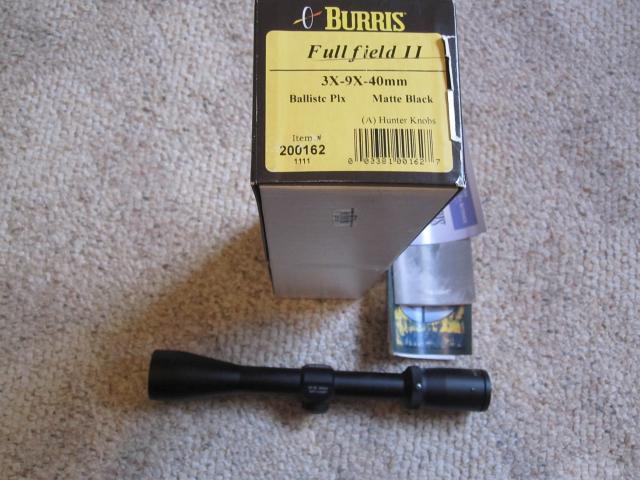 BURRIS
Fullfield II
3X-9X-40mm
Ballistc Plx Matte Black
(A) Hunter Knobs
Item #
200162
1111
0 03381 00162 7